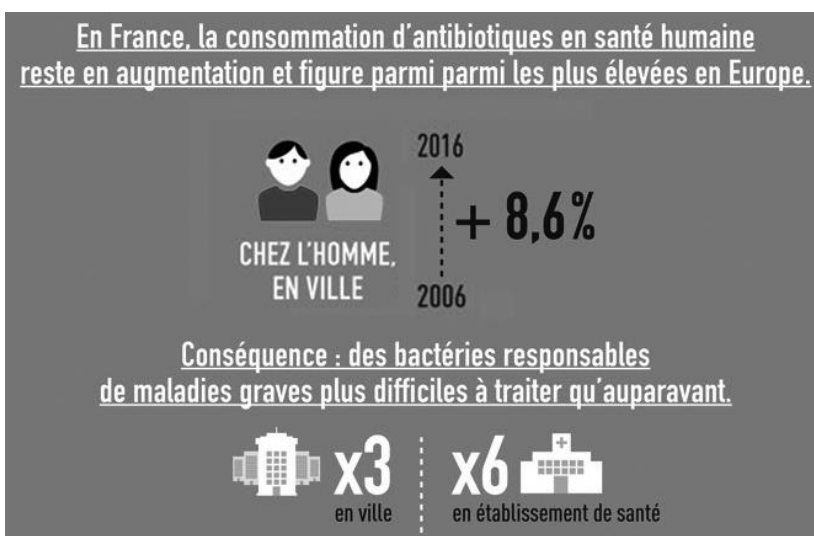 En France, la consommation d'antibiotiques en santé humaine
reste en augmentation et figure parmi parmi les plus élevées en Europe.
2016
+ 8,6%
CHEZ L'HOMME,
EN VILLE
2006
Conséquence : des bactéries responsables
de maladies graves plus difficiles à traiter qu'auparavant.
x3
en ville
x6
en établissement de santé